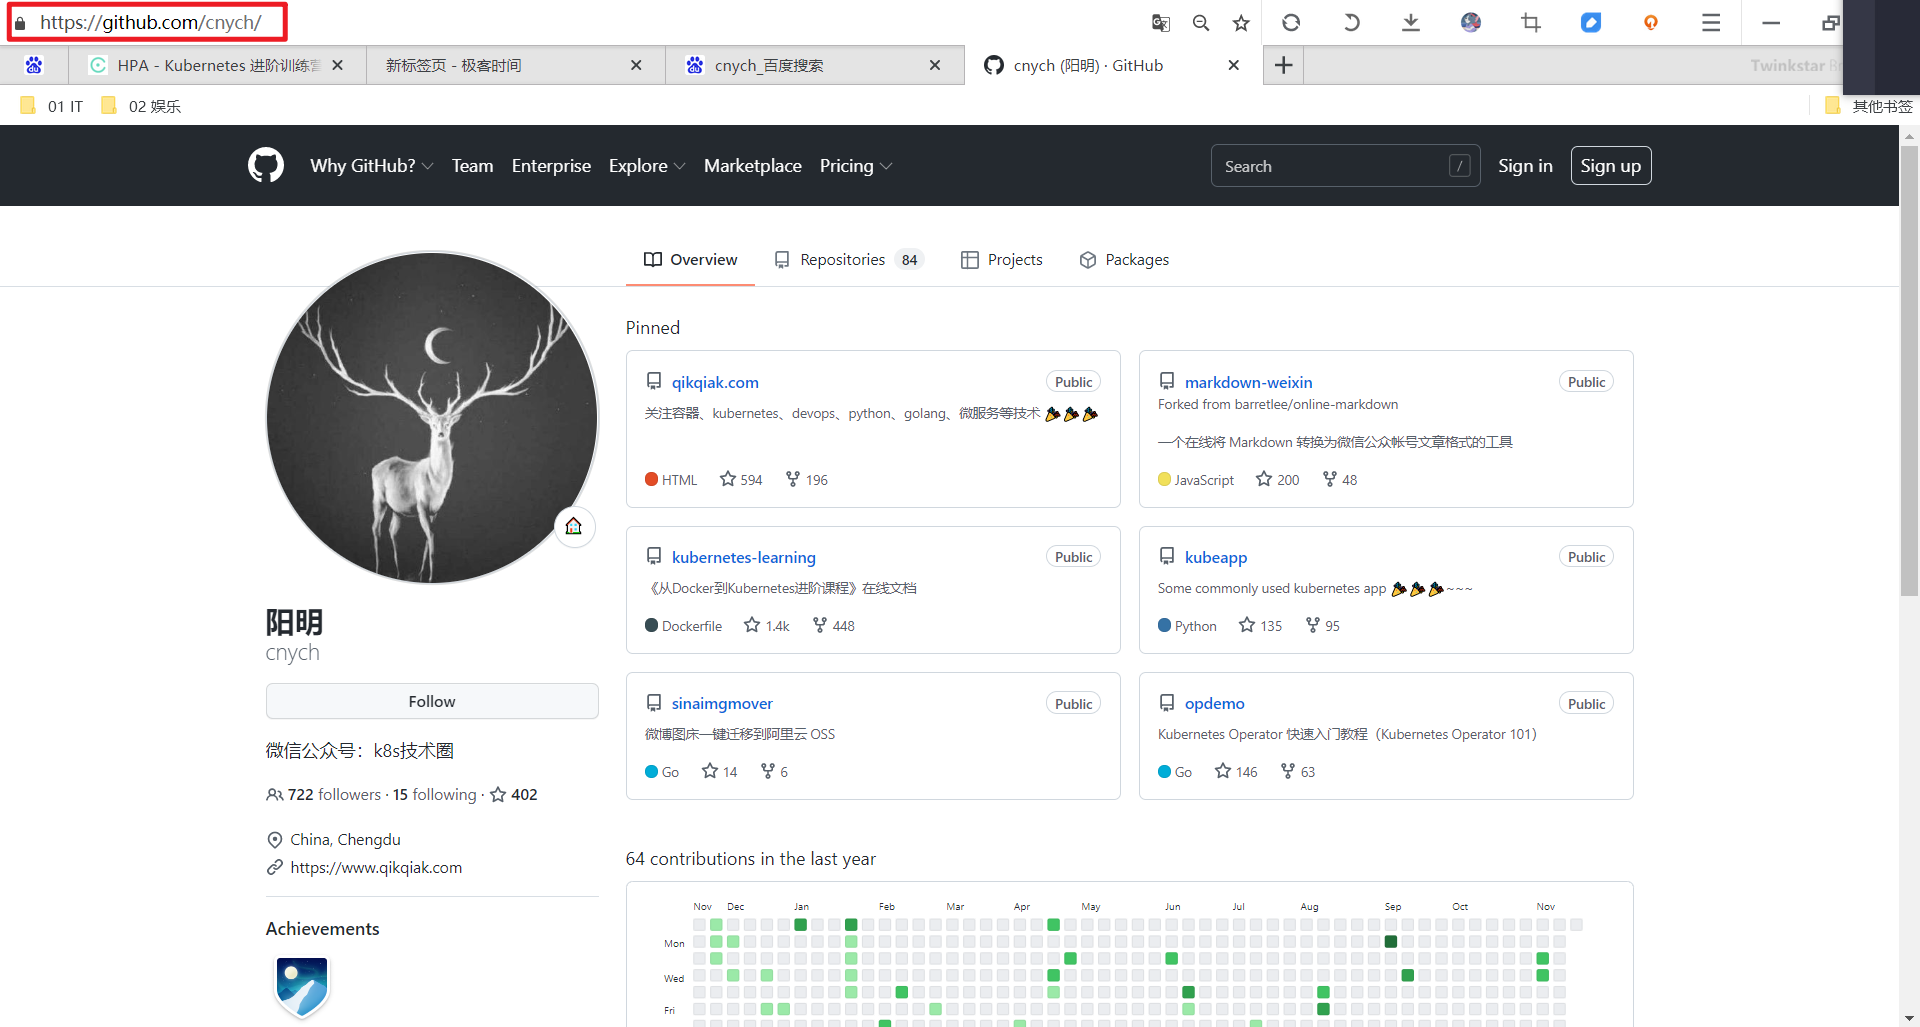 https://github.com/cnych/
HPA - Kubernetes 进阶训练营
新标签页 - 极客时间
cnych_百度搜索
cnych (阳明) · GitHub
Twinkstar Br
01 IT
02 娱乐
其他书签
Why GitHub?
Team
Enterprise
Explore
Marketplace
Pricing
Search
/
Sign in
Sign up
Overview
Repositories 84
Projects
Packages
Pinned
qikqiak.com
Public
关注容器、kubernetes、devops、python、golang、微服务等技术
HTML 594 196
markdown-weixin
Public
Forked from barretlee/online-markdown
一个在线将 Markdown 转换为微信公众帐号文章格式的工具
JavaScript 200 48
kubernetes-learning
Public
《从Docker到Kubernetes进阶课程》在线文档
Dockerfile 1.4k 448
kubeapp
Public
Some commonly used kubernetes app ~~~
Python 135 95
sinaimgmover
Public
微博图床一键迁移到阿里云 OSS
Go 14 6
opdemo
Public
Kubernetes Operator 快速入门教程（Kubernetes Operator 101）
Go 146 63
阳明
cnych
Follow
微信公众号：k8s技术圈
722 followers · 15 following · 402
China, Chengdu
https://www.qikqiak.com
Achievements
64 contributions in the last year
Nov Dec Jan Feb Mar Apr May Jun Jul Aug Sep Oct Nov
Mon
Wed
Fri